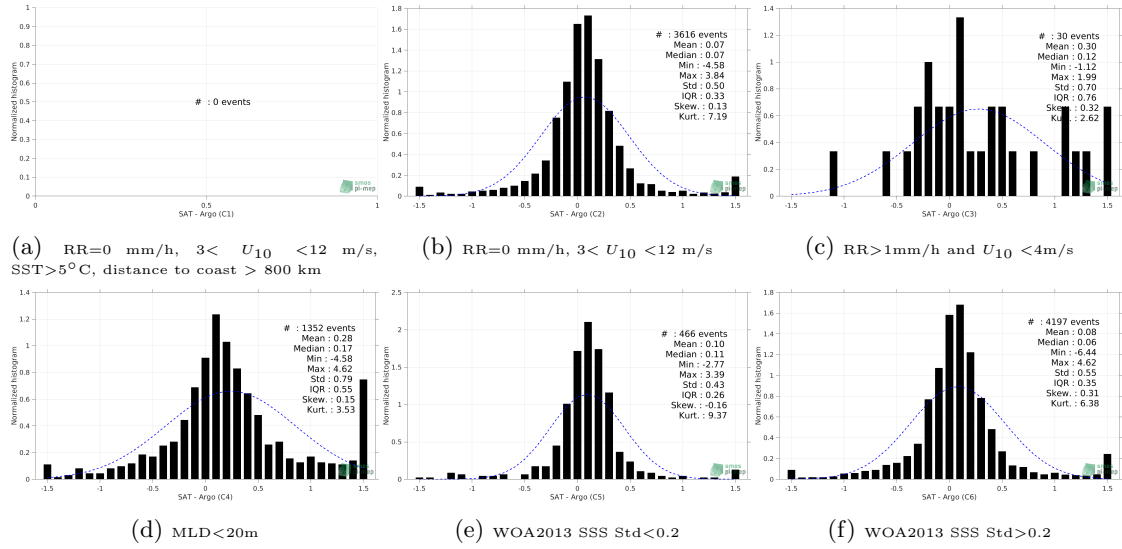 Normalized histogram
1
0.9
0.8
0.7
0.6
0.5
0.4
0.3
0.2
0.1
0
# : 0 events
smos
pi-mep
0 0.5 1
SAT - Argo (C1)
(a) RR=0 mm/h, 3< U10 <12 m/s,
SST>5°C, distance to coast > 800 km
Normalized histogram
1.8
1.6
1.4
1.2
1
0.8
0.6
0.4
0.2
0
# : 3616 events
Mean : 0.07
Median : 0.07
Min : -4.58
Max : 3.84
Std : 0.50
IQR : 0.33
Skew. : 0.13
Kurt. : 7.19
smos
pi-mep
-1.5 -1 -0.5 0 0.5 1 1.5
SAT - Argo (C2)
(b) RR=0 mm/h, 3< U10 <12 m/s
Normalized histogram
1.4
1.2
1
0.8
0.6
0.4
0.2
0
# : 30 events
Mean : 0.30
Median : 0.12
Min : -1.12
Max : 1.99
Std : 0.70
IQR : 0.76
Skew. : 0.32
Kurt. : 2.62
smos
pi-mep
-1.5 -1 -0.5 0 0.5 1 1.5
SAT - Argo (C3)
(c) RR>1mm/h and U10 <4m/s
Normalized histogram
1.4
1.2
1
0.8
0.6
0.4
0.2
0
# : 1352 events
Mean : 0.28
Median : 0.17
Min : -4.58
Max : 4.62
Std : 0.79
IQR : 0.55
Skew. : 0.15
Kurt. : 3.53
smos
pi-mep
-1.5 -1 -0.5 0 0.5 1 1.5
SAT - Argo (C4)
(d) MLD<20m
Normalized histogram
2.5
2
1.5
1
0.5
0
# : 466 events
Mean : 0.10
Median : 0.11
Min : -2.77
Max : 3.39
Std : 0.43
IQR : 0.26
Skew. : -0.16
Kurt. : 9.37
smos
pi-mep
-1.5 -1 -0.5 0 0.5 1 1.5
SAT - Argo (C5)
(e) WOA2013 SSS Std<0.2
Normalized histogram
1.8
1.6
1.4
1.2
1
0.8
0.6
0.4
0.2
0
# : 4197 events
Mean : 0.08
Median : 0.06
Min : -6.44
Max : 4.62
Std : 0.55
IQR : 0.35
Skew. : 0.31
Kurt. : 6.38
smos
pi-mep
-1.5 -1 -0.5 0 0.5 1 1.5
SAT - Argo (C6)
(f) WOA2013 SSS Std>0.2